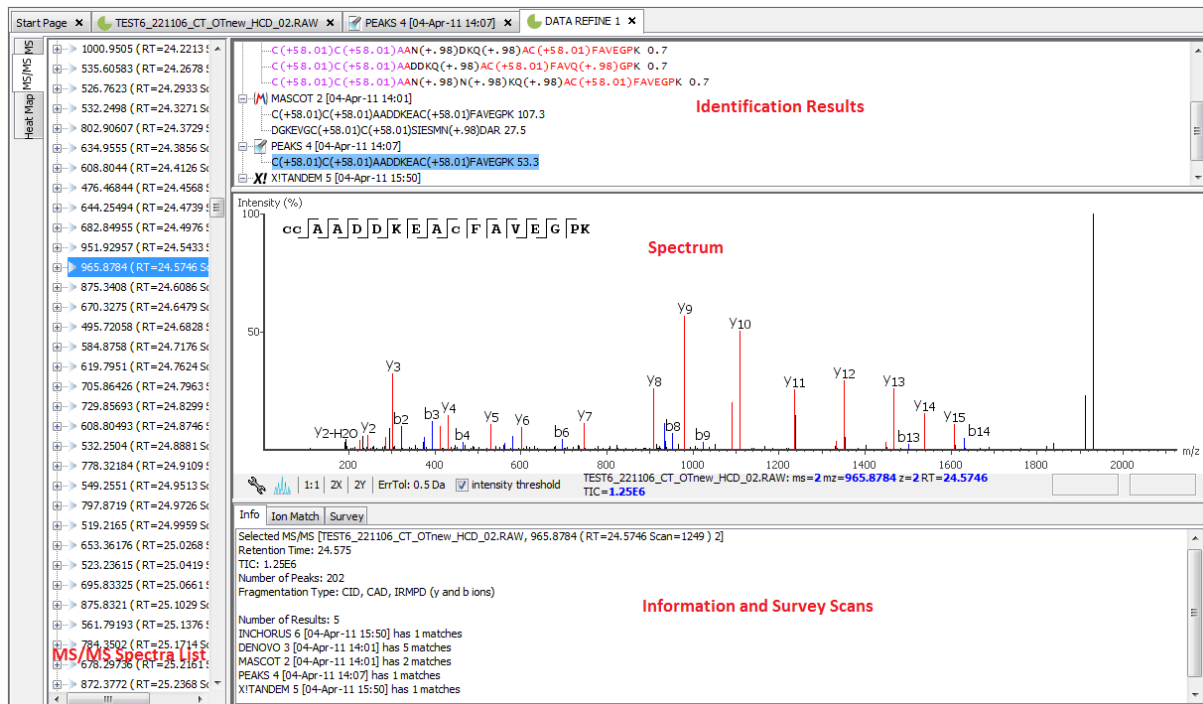 Start Page
TEST6_221106_CT_OTnew_HCD_02.RAW
PEAKS 4 [04-Apr-11 14:07]
DATA REFINE 1
MS
MS/MS
Heat Map
1000.9505 (RT=24.2213
535.60583 (RT=24.2678 S
526.7623 (RT=24.2933 Sc
532.2498 (RT=24.3271 Sc
802.90607 (RT=24.3729 S
634.9555 (RT=24.3856 Sc
608.8044 (RT=24.4126 Sc
476.46844 (RT=24.4568 S
644.25494 (RT=24.4739 S
682.84955 (RT=24.4976 S
951.92957 (RT=24.5433 S
965.8784 (RT=24.5746 Sc
875.3408 (RT=24.6086 Sc
670.3275 (RT=24.6479 Sc
495.72058 (RT=24.6828 S
584.8758 (RT=24.7176 Sc
619.7951 (RT=24.7624 Sc
705.86426 (RT=24.7963 S
729.85693 (RT=24.8299 S
608.80493 (RT=24.8746 S
532.2504 (RT=24.8881 Sc
778.32184 (RT=24.9109 S
549.2551 (RT=24.9513 Sc
797.8719 (RT=24.9726 Sc
519.2165 (RT=24.9959 Sc
653.36176 (RT=25.0268 S
523.23615 (RT=25.0419 S
695.83325 (RT=25.0661 S
875.8321 (RT=25.1029 Sc
561.79193 (RT=25.1376 S
784.3502 (RT=25.1714 Sc
MS/MS Spectra List
678.29736 (RT=25.2161 S
872.3772 (RT=25.2368 Sc
C(+58.01)C(+58.01)AAN(+.98)DKQ(+.98)AC(+58.01)FAVEGPK 0.7
C(+58.01)C(+58.01)AADDKQ(+.98)AC(+58.01)FAVQ(+.98)GPK 0.7
C(+58.01)C(+58.01)AAN(+.98)N(+.98)KQ(+.98)AC(+58.01)FAVEGPK 0.7
MASCOT 2 [04-Apr-11 14:01]
C(+58.01)C(+58.01)AADDKEAC(+58.01)FAVEGPK 107.3
DGKEVGC(+58.01)C(+58.01)SIESMN(+.98)DAR 27.5
PEAKS 4 [04-Apr-11 14:07]
C(+58.01)C(+58.01)AADDKEAC(+58.01)FAVEGPK 53.3
X! X!TANDEM 5 [04-Apr-11 15:50]
Identification Results
Intensity (%)
100
50
cc A A D D K E A c F A V E G PK
Spectrum
y2-H2O y2 y3 b2 b3 y4 b4 y5 y6 b6 y7 y8 b8 y9 b9 y10 y11 y12 y13 b13 y14 y15 b14
200 400 600 800 1000 1200 1400 1600 1800 2000 m/z
1:1 2X 2Y ErrTol: 0.5 Da intensity threshold
TEST6_221106_CT_OTnew_HCD_02.RAW: ms=2 mz=965.8784 z=2 RT=24.5746
TIC=1.25E6
Info Ion Match Survey
Selected MS/MS [TEST6_221106_CT_OTnew_HCD_02.RAW, 965.8784 (RT=24.5746 Scan=1249 ) 2]
Retention Time: 24.575
TIC: 1.25E6
Number of Peaks: 202
Fragmentation Type: CID, CAD, IRMPD (y and b ions)
Information and Survey Scans
Number of Results: 5
INCHORUS 6 [04-Apr-11 15:50] has 1 matches
DENOVO 3 [04-Apr-11 14:01] has 5 matches
MASCOT 2 [04-Apr-11 14:01] has 2 matches
PEAKS 4 [04-Apr-11 14:07] has 1 matches
X!TANDEM 5 [04-Apr-11 15:50] has 1 matches